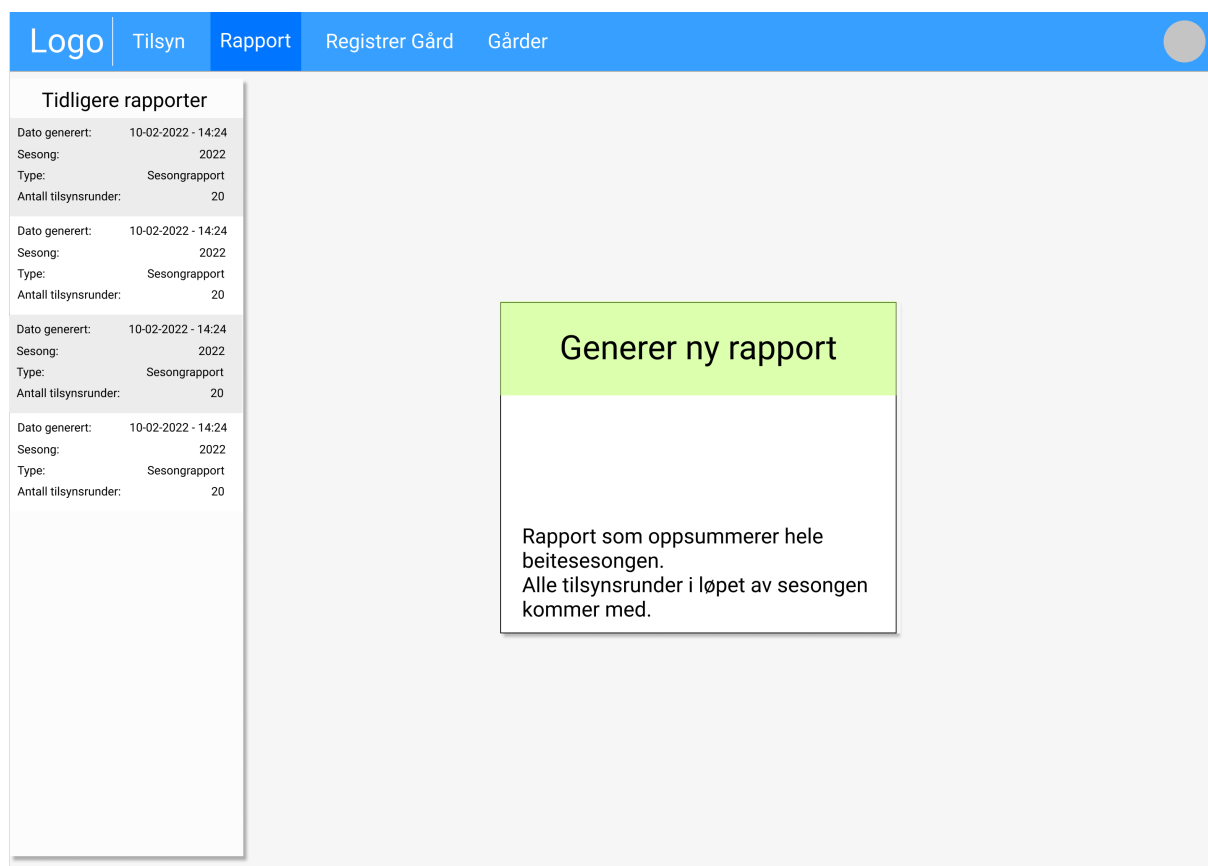 Logo Tilsyn Rapport Registrer Gård Gårder
Tidligere rapporter
Dato generert: 10-02-2022 - 14:24
Sesong: 2022
Type: Sesongrapport
Antall tilsynsrunder: 20
Dato generert: 10-02-2022 - 14:24
Sesong: 2022
Type: Sesongrapport
Antall tilsynsrunder: 20
Dato generert: 10-02-2022 - 14:24
Sesong: 2022
Type: Sesongrapport
Antall tilsynsrunder: 20
Dato generert: 10-02-2022 - 14:24
Sesong: 2022
Type: Sesongrapport
Antall tilsynsrunder: 20
Generer ny rapport
Rapport som oppsummerer hele
beitesesongen.
Alle tilsynsrunder i løpet av sesongen
kommer med.